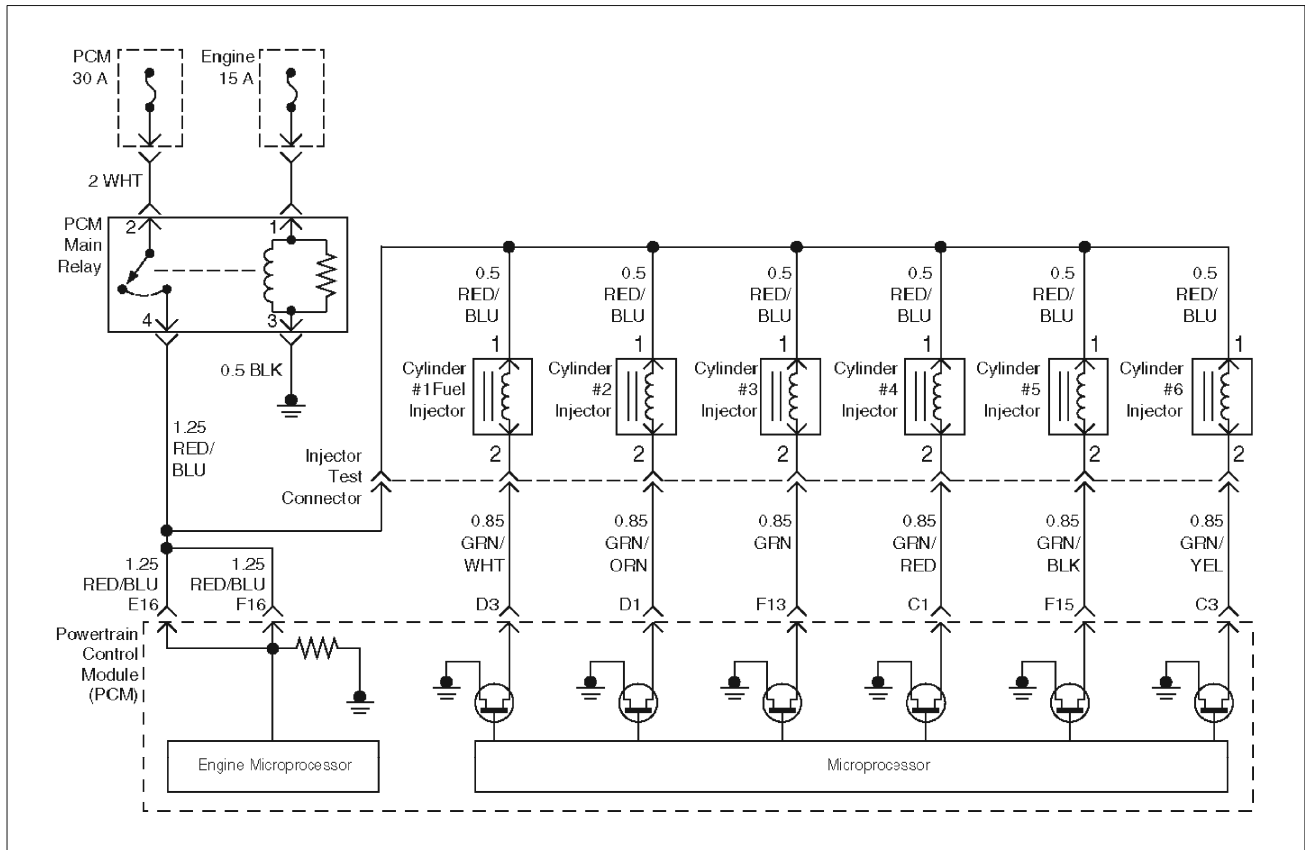 PCM
30 A
Engine
15 A
2 WHT
PCM
Main
Relay
2
1
4
3
0.5 BLK
1.25
RED/
BLU
0.5
RED/
BLU
0.5
RED/
BLU
0.5
RED/
BLU
0.5
RED/
BLU
0.5
RED/
BLU
0.5
RED/
BLU
1
1
1
1
1
1
Cylinder
#1Fuel
Injector
Cylinder
#2
Injector
Cylinder
#3
Injector
Cylinder
#4
Injector
Cylinder
#5
Injector
Cylinder
#6
Injector
2
2
2
2
2
2
Injector
Test
Connector
0.85
GRN/
WHT
0.85
GRN/
ORN
0.85
GRN
0.85
GRN/
RED
0.85
GRN/
BLK
0.85
GRN/
YEL
1.25
RED/BLU
E16
1.25
RED/BLU
F16
D3
D1
F13
C1
F15
C3
Powertrain
Control
Module
(PCM)
Engine Microprocessor
Microprocessor